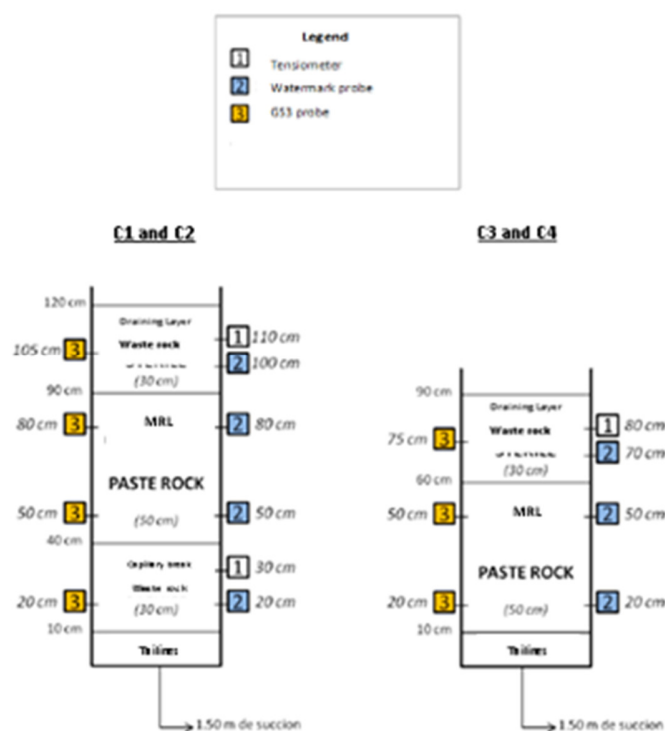 Legend
1 Tensiometer
2 Watermark probe
3 GS3 probe
C1 and C2
120 cm
Draining Layer
Waste rock
1 110 cm
105 cm 3
2 100 cm
(30 cm)
90 cm
80 cm 3
MRL
2 80 cm
PASTE ROCK
50 cm 3
(50 cm)
2 50 cm
40 cm
Capillary break
1 30 cm
Waste rock
20 cm 3
(30 cm)
2 20 cm
10 cm
1.50 m de succion
C3 and C4
90 cm
Draining Layer
Waste rock
1 80 cm
75 cm 3
2 70 cm
(30 cm)
60 cm
50 cm 3
MRL
2 50 cm
PASTE ROCK
20 cm 3
(50 cm)
2 20 cm
10 cm
1.50 m de succion